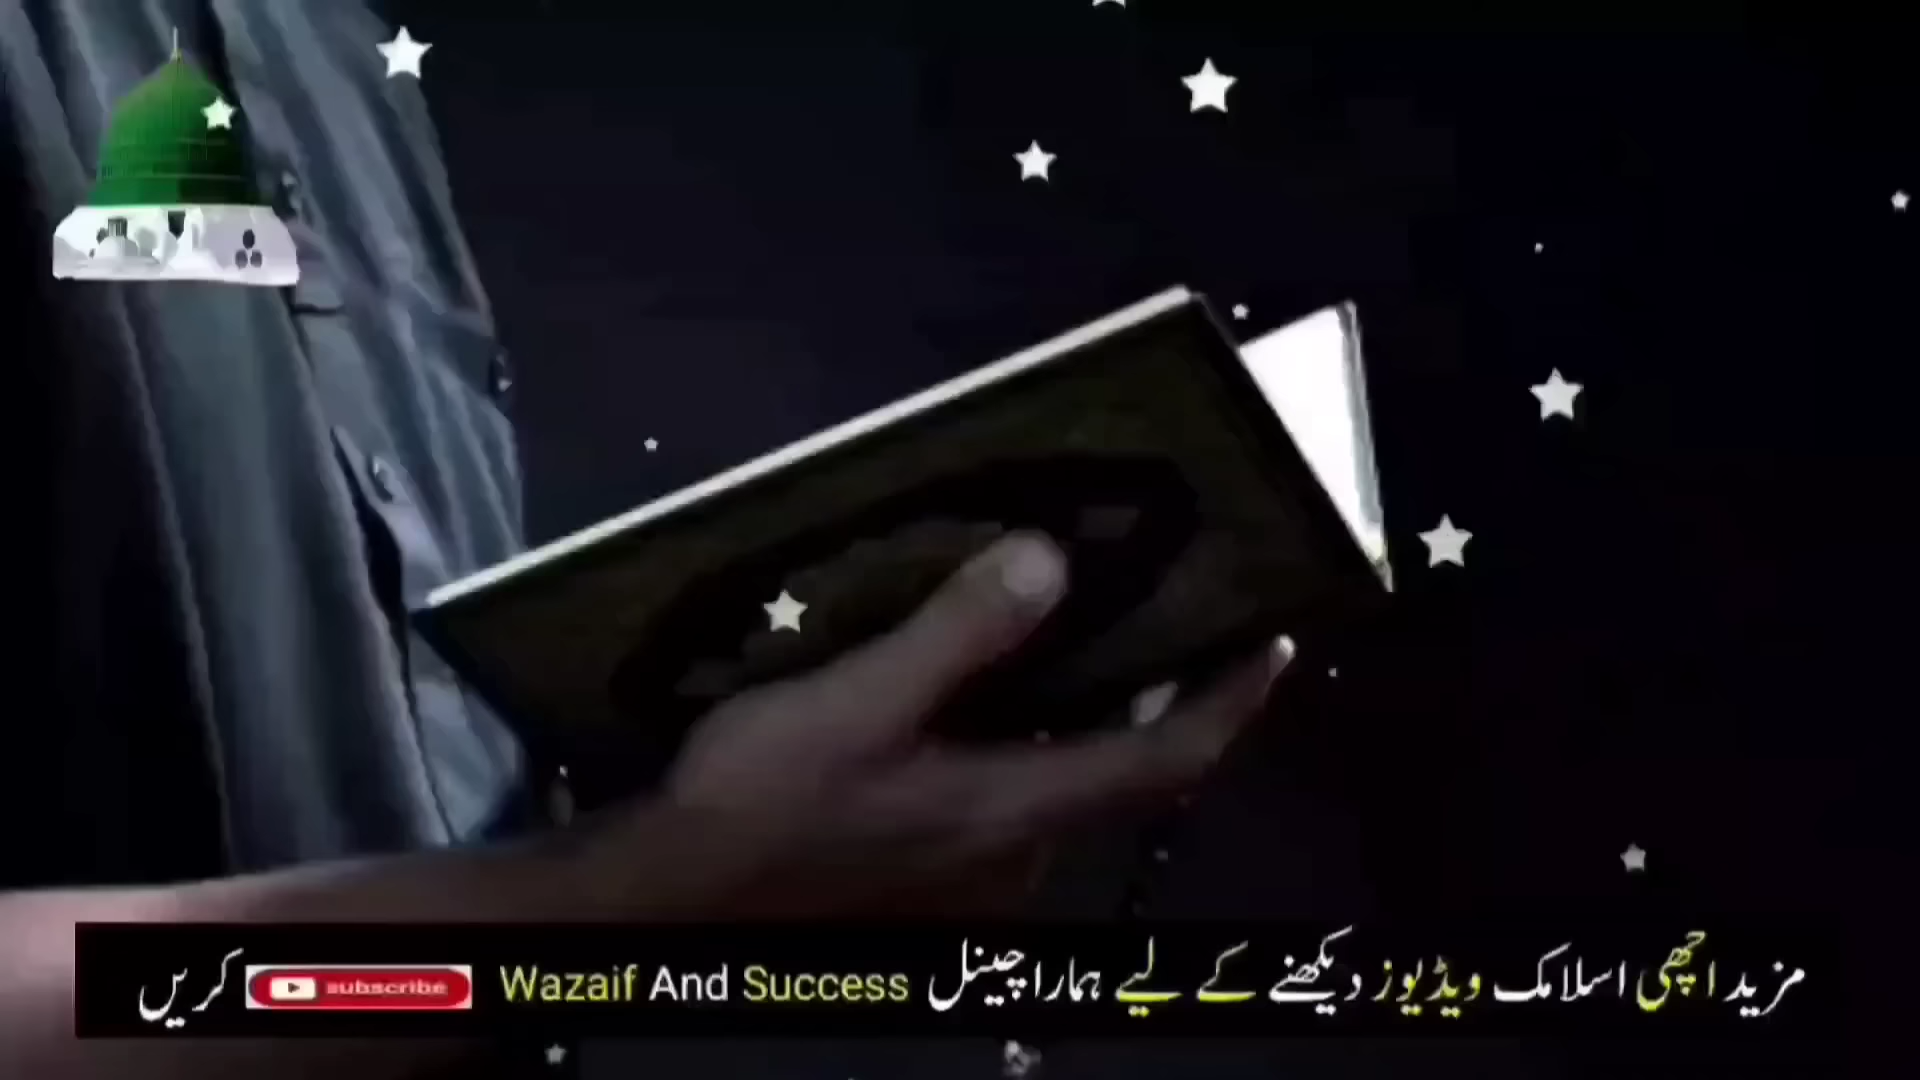 مزید اچھی اسلامک ویڈیوز دیکھنے کے لیے ہمارا چینل Wazaif And Success subscribe کریں